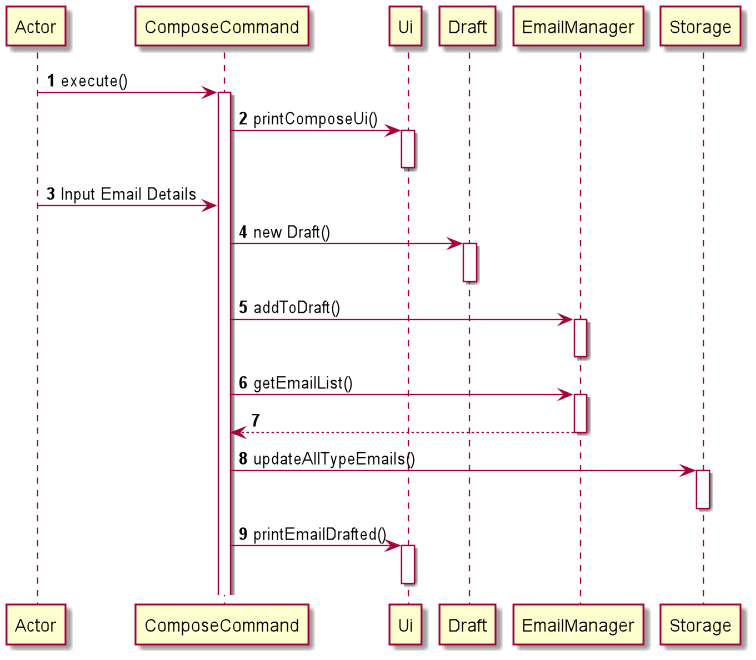 Actor ComposeCommand Ui Draft EmailManager Storage
1 execute()
2 printComposeUi()
3 Input Email Details
4 new Draft()
5 addToDraft()
6 getEmailList()
7
8 updateAllTypeEmails()
9 printEmailDrafted()
Actor ComposeCommand Ui Draft EmailManager Storage